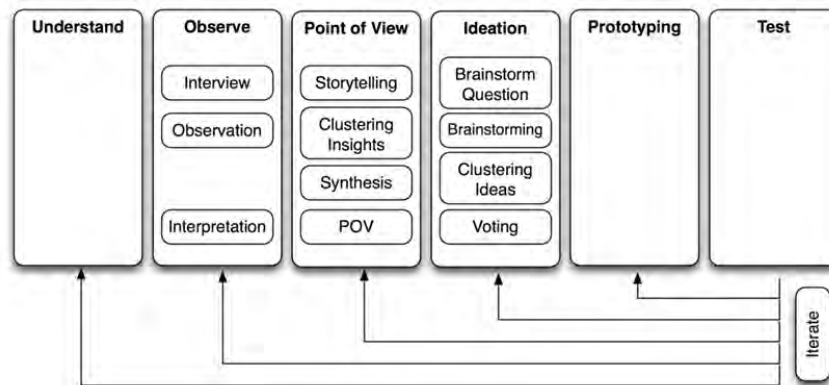 Understand
Observe
Point of View
Ideation
Prototyping
Test
Interview
Observation
Interpretation
Storytelling
Clustering
Insights
Synthesis
POV
Brainstorm
Question
Brainstorming
Clustering
Ideas
Voting
Iterate